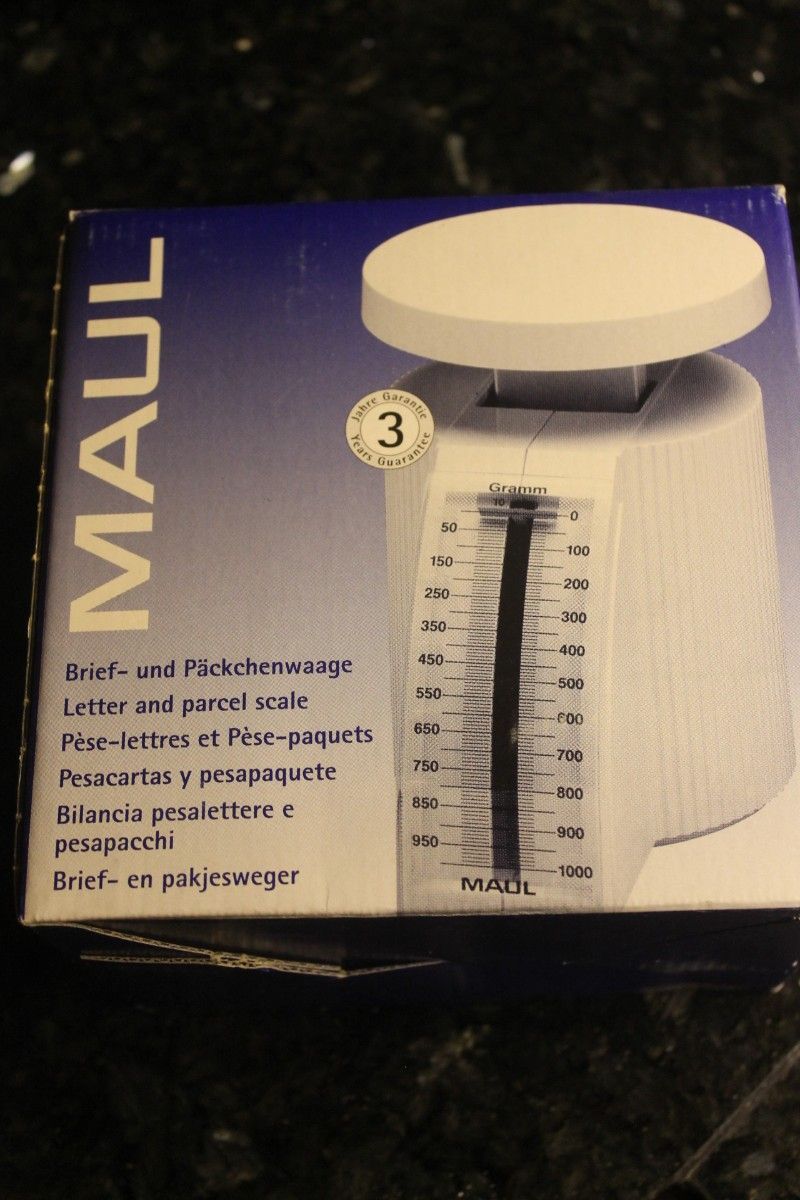 MAUL
Jahre Garantie
3
Years Guarantee
Gramm
10
0
50
100
150
200
250
300
350
400
450
500
550
600
650
700
750
800
850
900
950
1000
MAUL
Brief- und Päckchenwaage
Letter and parcel scale
Pèse-lettres et Pèse-paquets
Pesacartas y pesapaquete
Bilancia pesalettere e
pesapacchi
Brief- en pakjesweger